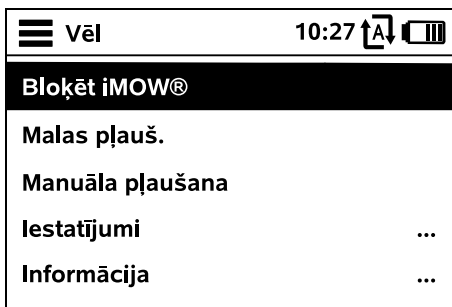 Vēl 10:27 A
Bloķēt iMOW®
Malas pļauš.
Manuāla pļaušana
Iestatījumi ...
Informācija ...